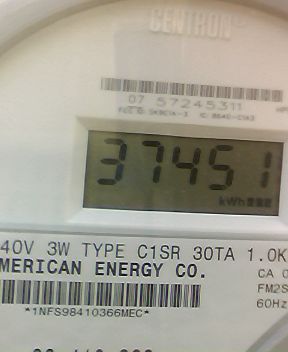 CENTRON
07 57245311
37451
kWh
40V 3W TYPE C1SR 30TA 1.0K
MERICAN ENERGY CO.
CA 0
FM2S
60Hz
*1NFS98410366MEC*